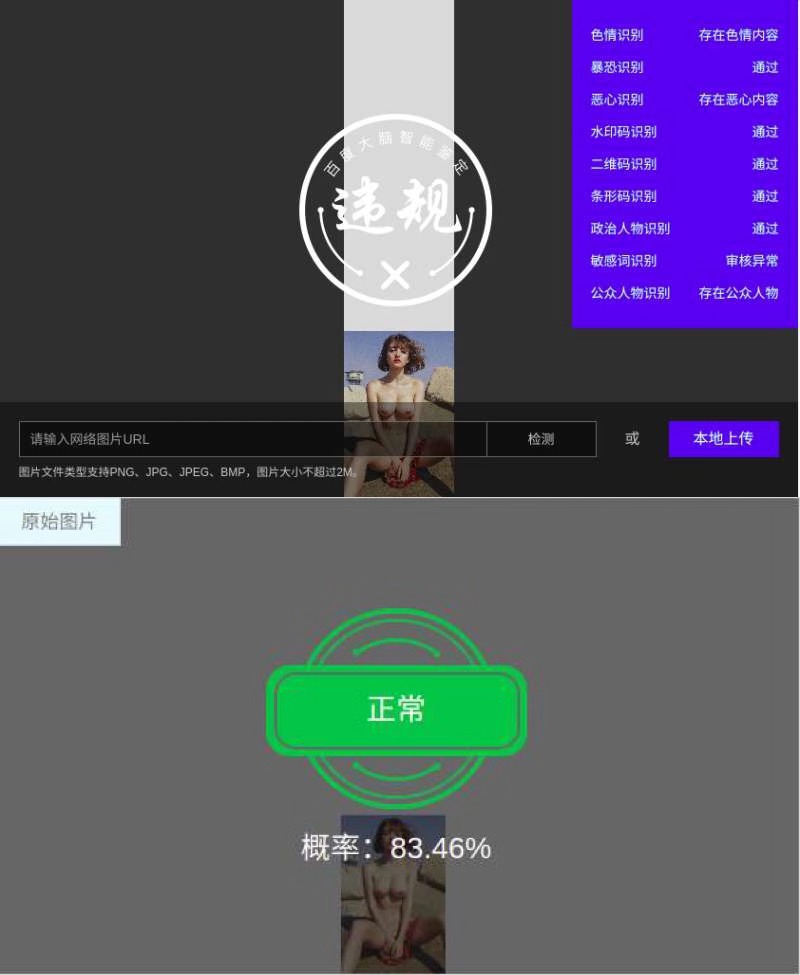 色情识别 存在色情内容
暴恐识别 通过
恶心识别 存在恶心内容
水印码识别 通过
二维码识别 通过
条形码识别 通过
政治人物识别 通过
敏感词识别 审核异常
公众人物识别 存在公众人物
百度大脑智能鉴定
违规
请输入网络图片URL 检测 或 本地上传
图片文件类型支持PNG、JPG、JPEG、BMP，图片大小不超过2M。
原始图片
正常
概率：83.46%